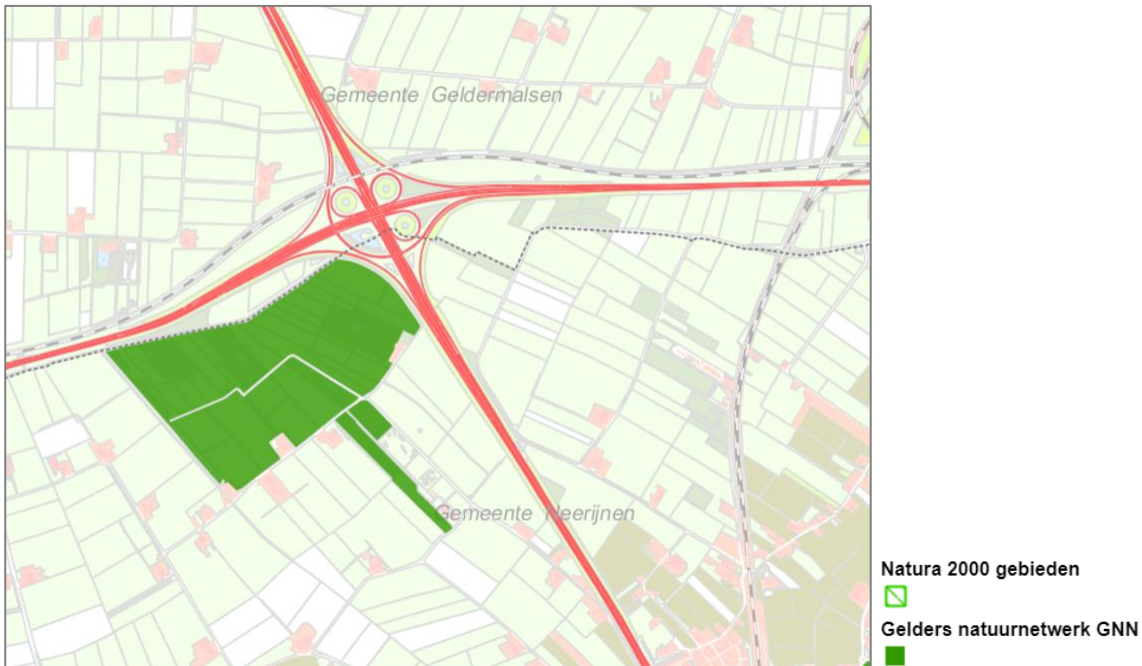 Gemeente Geldermalsen
Gemeente Neerijnen
Natura 2000 gebieden
Gelders natuurnetwerk GNN